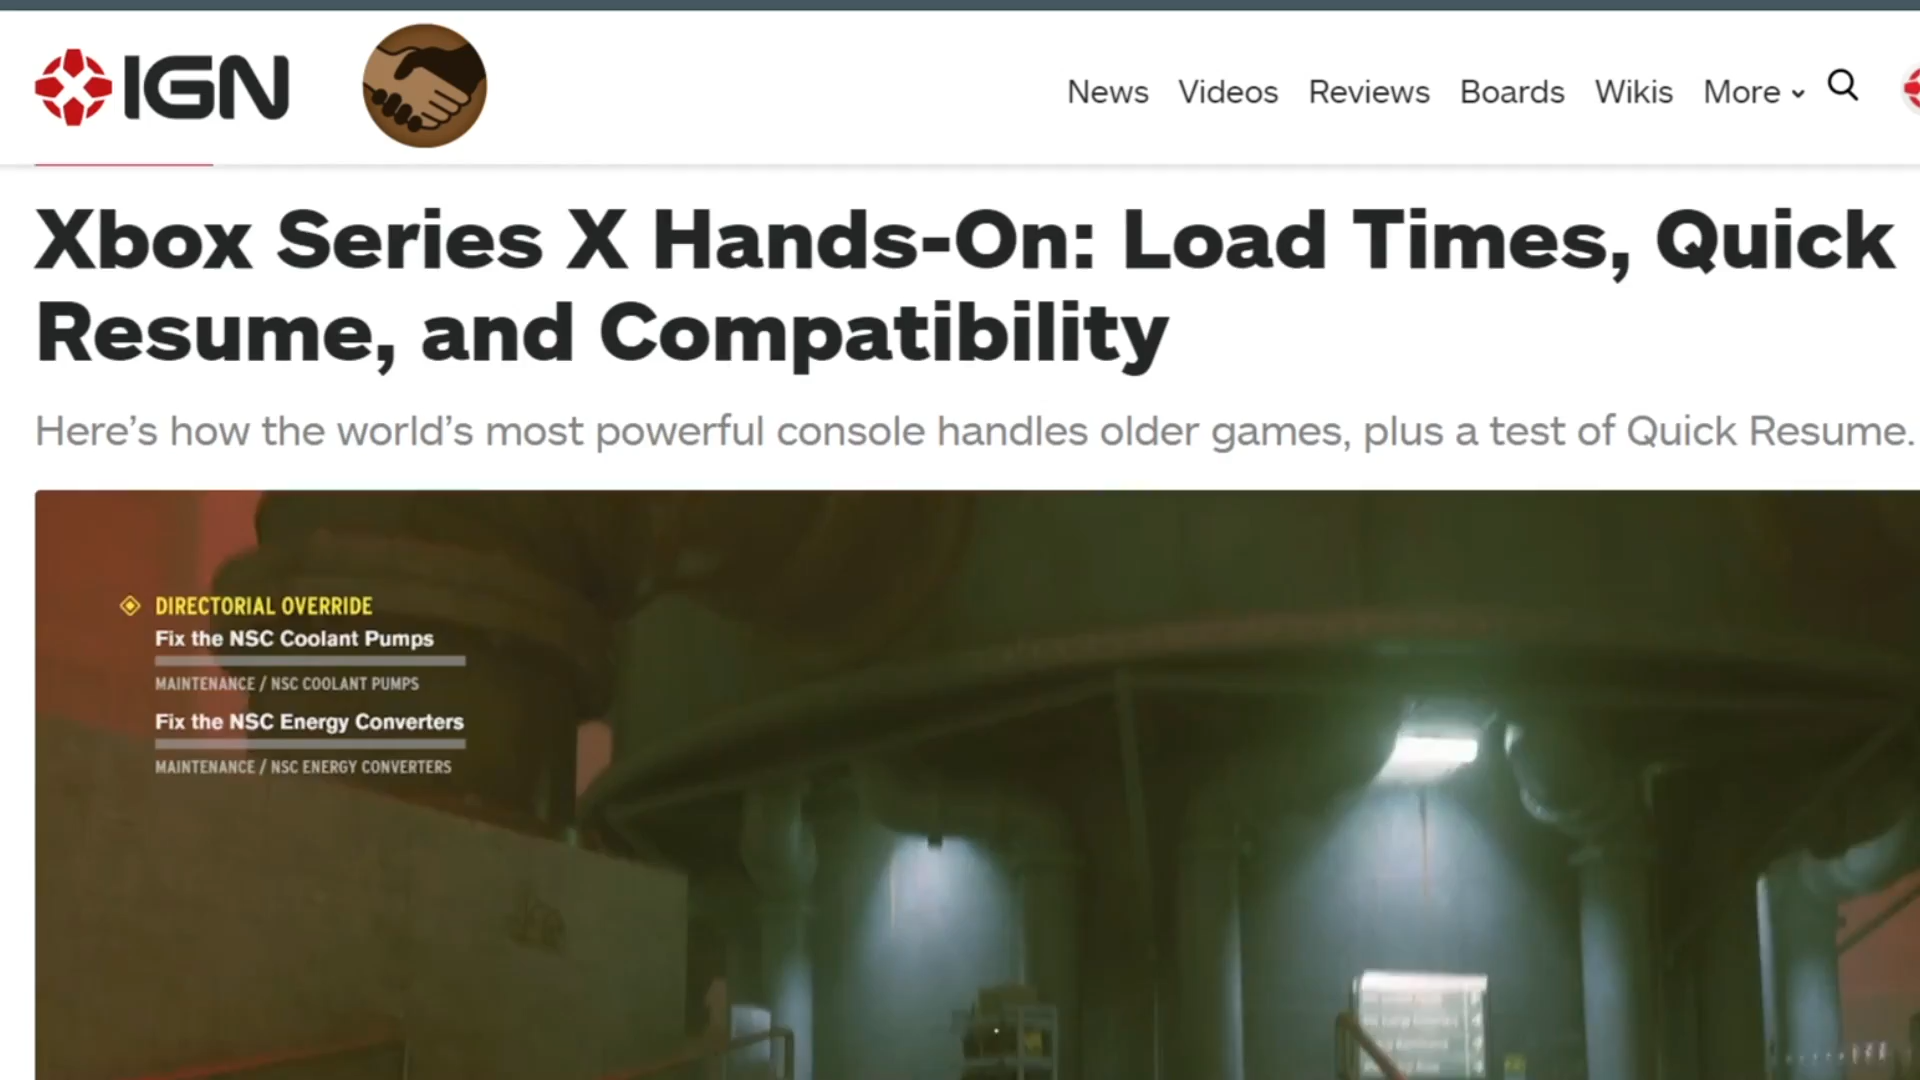 IGN
News Videos Reviews Boards Wikis More
Xbox Series X Hands-On: Load Times, Quick
Resume, and Compatibility
Here’s how the world’s most powerful console handles older games, plus a test of Quick Resume.
DIRECTORIAL OVERRIDE
Fix the NSC Coolant Pumps
MAINTENANCE / NSC COOLANT PUMPS
Fix the NSC Energy Converters
MAINTENANCE / NSC ENERGY CONVERTERS